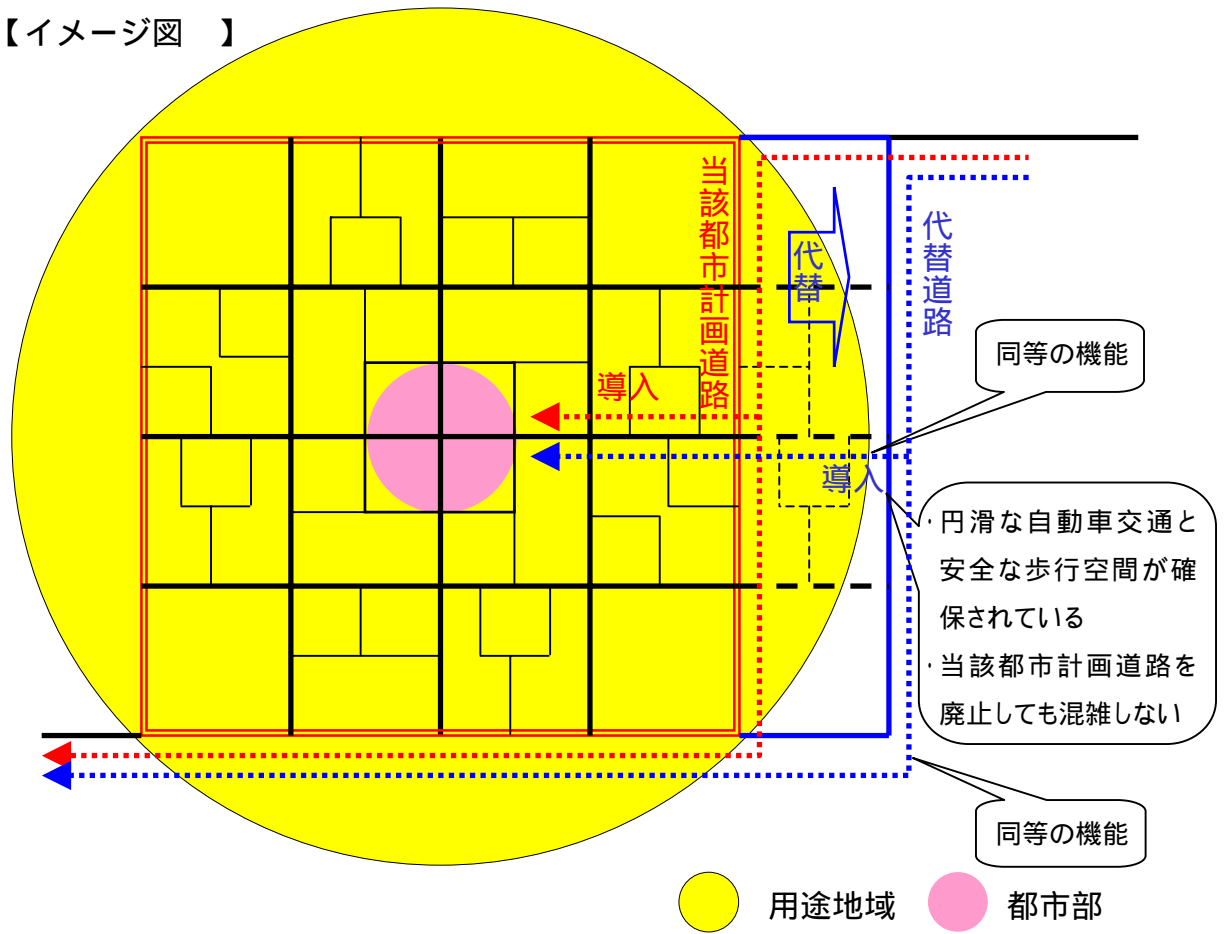 【イメージ図　】
当該都市計画道路
代替
代替道路
同等の機能
導入
導入
・円滑な自動車交通と
安全な歩行空間が確
保されている
・当該都市計画道路を
廃止しても混雑しない
同等の機能
用途地域
都市部